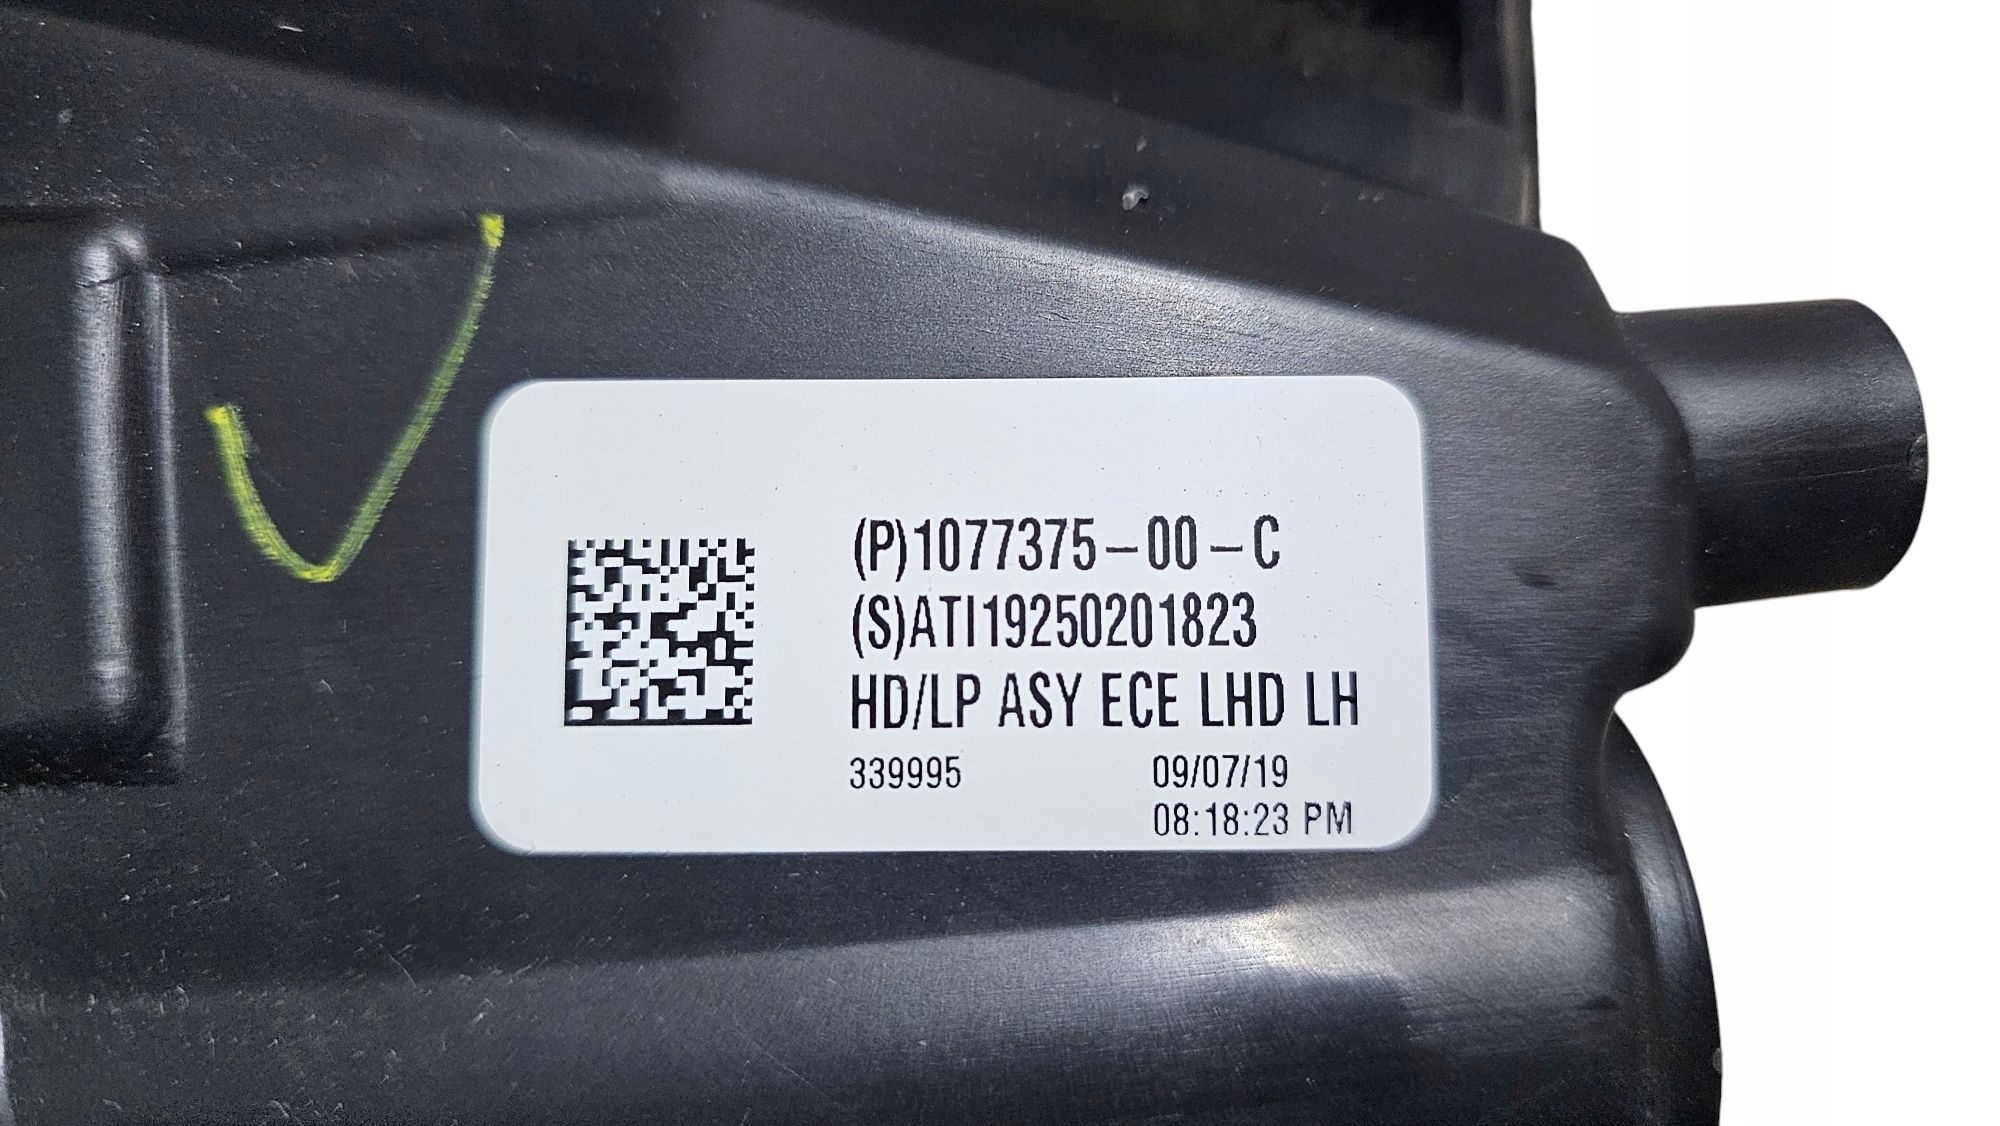 (P)1077375-00-C
(S)ATI19250201823
HD/LP ASY ECE LHD LH
339995 09/07/19
08:18:23 PM